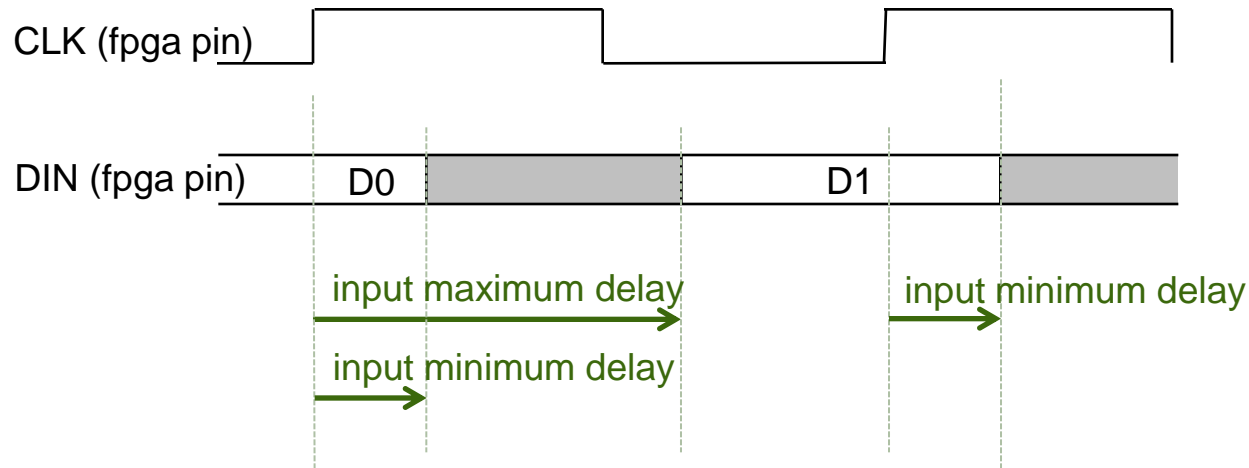 CLK (fpga pin)
DIN (fpga pin)
D0
D1
input maximum delay
input minimum delay
input minimum delay